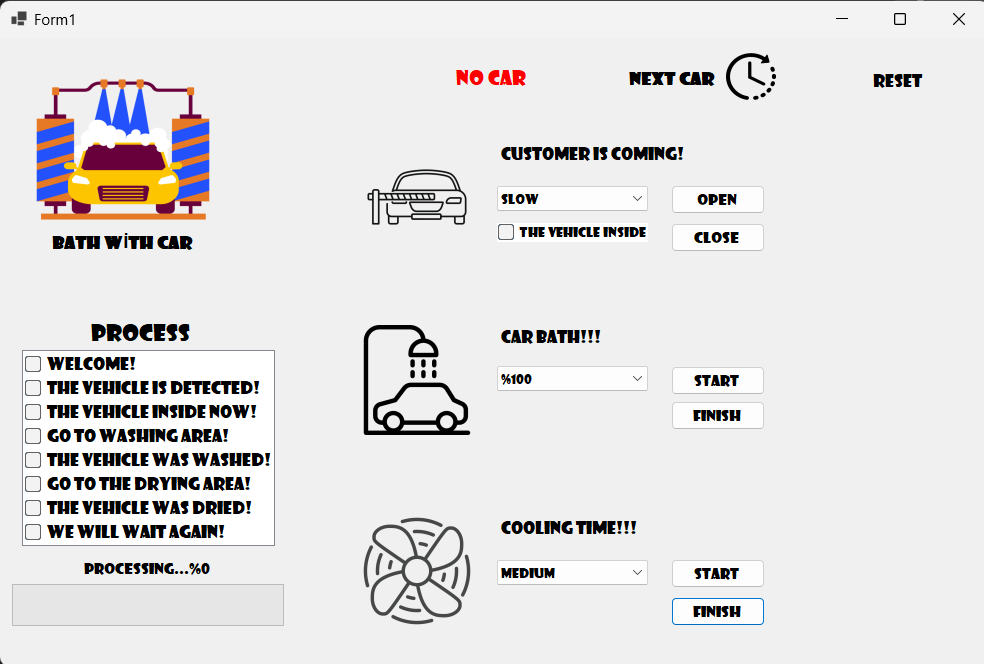 Form1
NO CAR
NEXT CAR
RESET
BATH WİTH CAR
CUSTOMER IS COMING!
SLOW
OPEN
THE VEHICLE INSIDE
CLOSE
PROCESS
WELCOME!
THE VEHICLE IS DETECTED!
THE VEHICLE INSIDE NOW!
GO TO WASHING AREA!
THE VEHICLE WAS WASHED!
GO TO THE DRYING AREA!
THE VEHICLE WAS DRIED!
WE WILL WAIT AGAIN!
PROCESSING...%0
CAR BATH!!!
%100
START
FINISH
COOLING TIME!!!
MEDIUM
START
FINISH